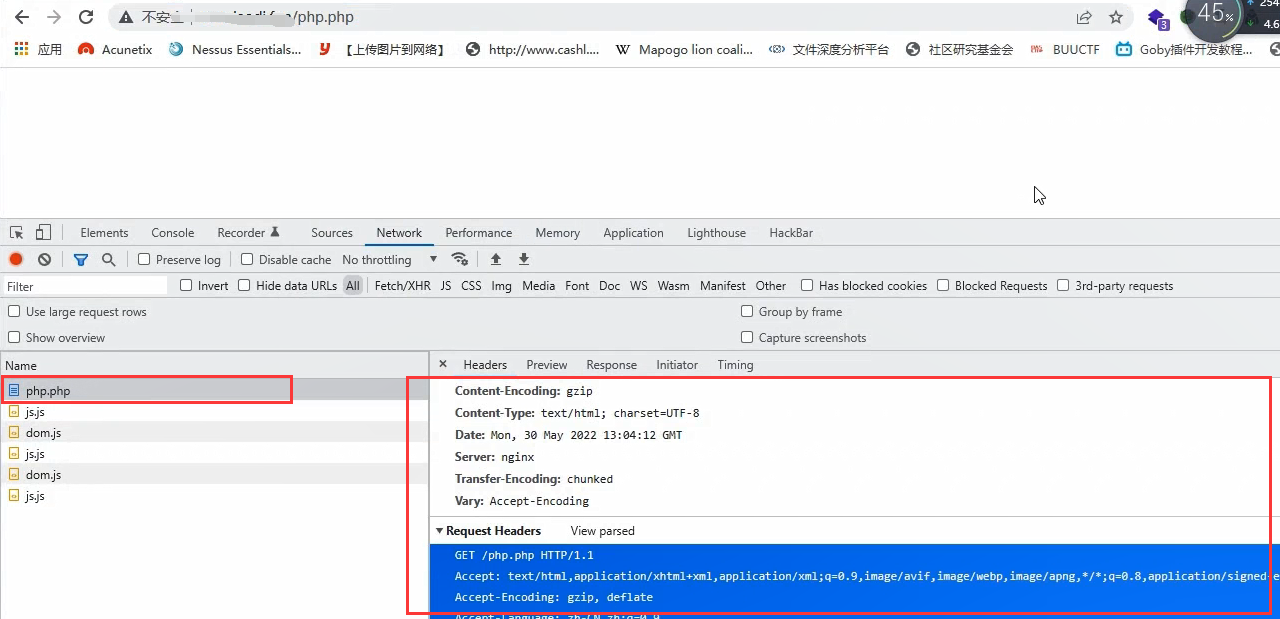 不安全 /php.php
45% 254
3 4.6
应用 Acunetix Nessus Essentials... 【上传图片到网络】 http://www.cashl.... Mapogo lion coali... 文件深度分析平台 社区研究基金会 BUUCTF Goby插件开发教程...
Elements Console Recorder Sources Network Performance Memory Application Lighthouse HackBar
Preserve log Disable cache No throttling
Filter Invert Hide data URLs All Fetch/XHR JS CSS Img Media Font Doc WS Wasm Manifest Other Has blocked cookies Blocked Requests 3rd-party requests
Use large request rows Group by frame
Show overview Capture screenshots
Name
php.php
js.js
dom.js
js.js
dom.js
js.js
× Headers Preview Response Initiator Timing
Content-Encoding: gzip
Content-Type: text/html; charset=UTF-8
Date: Mon, 30 May 2022 13:04:12 GMT
Server: nginx
Transfer-Encoding: chunked
Vary: Accept-Encoding
Request Headers View parsed
GET /php.php HTTP/1.1
Accept: text/html,application/xhtml+xml,application/xml;q=0.9,image/avif,image/webp,image/apng,*/*;q=0.8,application/signed-e
Accept-Encoding: gzip, deflate
Accept-Language: zh-CN,zh;q=0.9